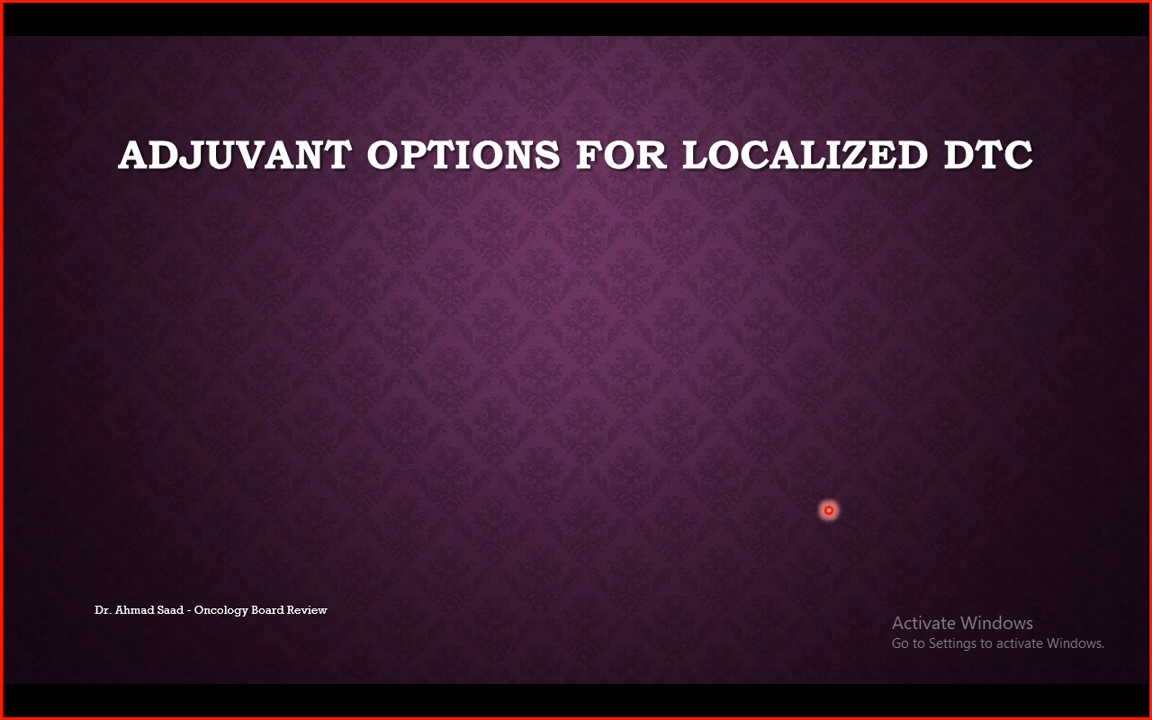 ADJUVANT OPTIONS FOR LOCALIZED DTC
Dr. Ahmad Saad - Oncology Board Review
Activate Windows
Go to Settings to activate Windows.